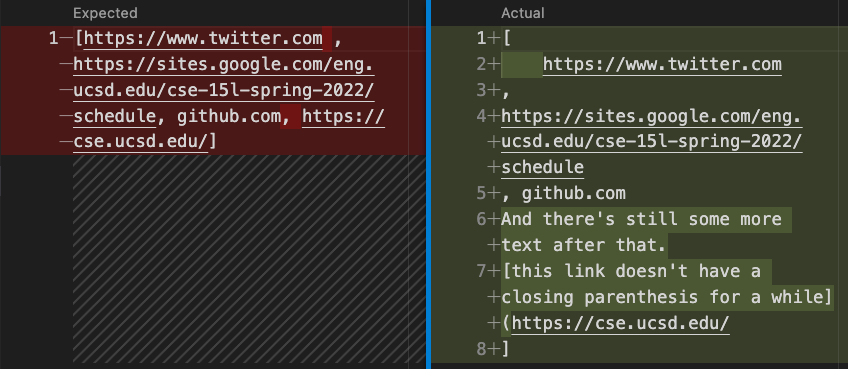 Expected
1—[https://www.twitter.com ,
—https://sites.google.com/eng.
—ucsd.edu/cse-15l-spring-2022/
—schedule, github.com, https://
—cse.ucsd.edu/]
Actual
1+[
2+    https://www.twitter.com
3+,
4+https://sites.google.com/eng.
+ucsd.edu/cse-15l-spring-2022/
+schedule
5+, github.com
6+And there's still some more
+text after that.
7+[this link doesn't have a
+closing parenthesis for a while]
+(https://cse.ucsd.edu/
8+]